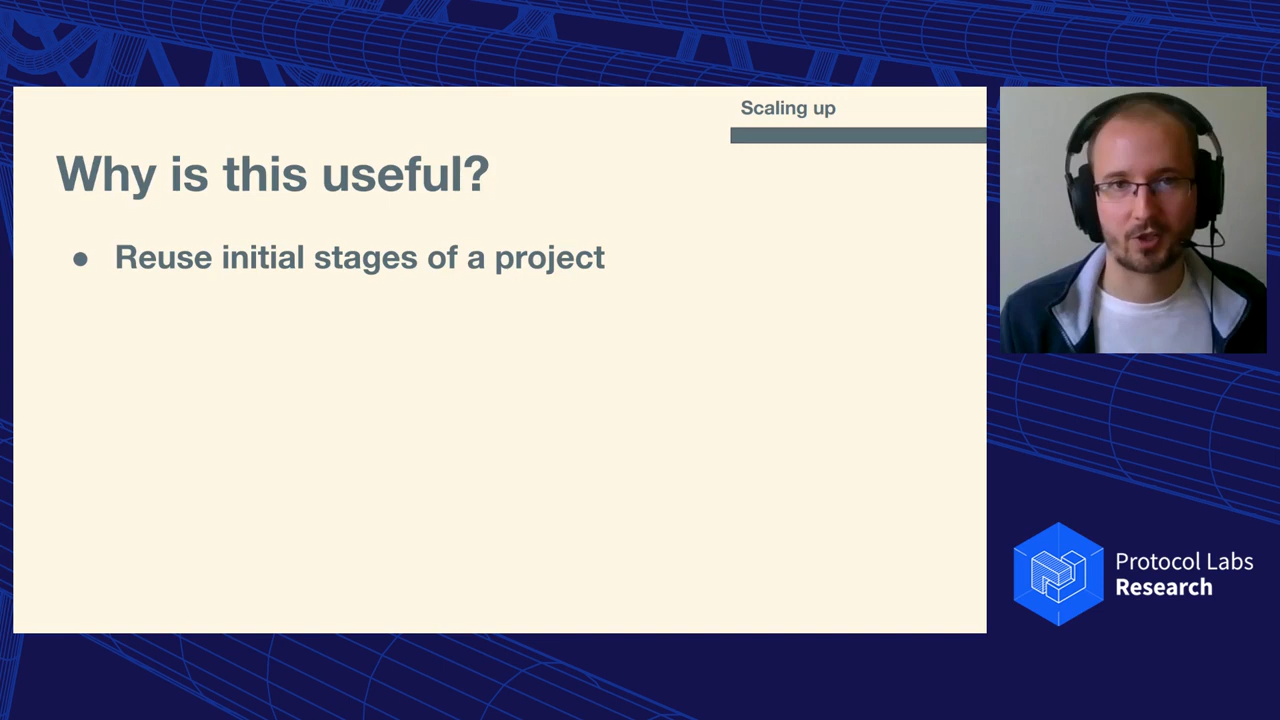 Scaling up
Why is this useful?
● Reuse initial stages of a project
Protocol Labs
Research